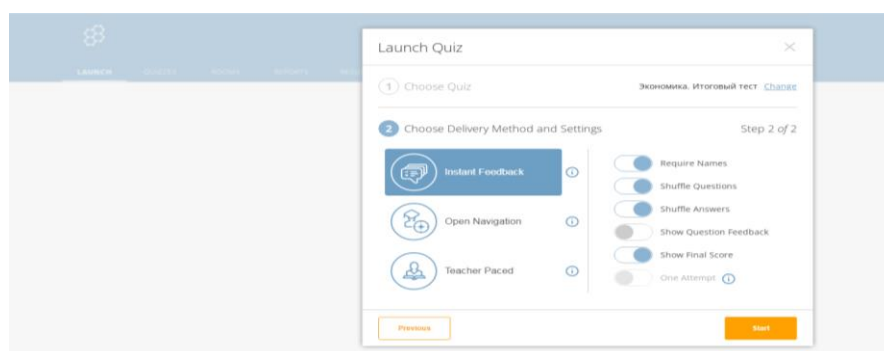 Launch Quiz
LAUNCH
1 Choose Quiz
Экономика. Итоговый тест Change
2 Choose Delivery Method and Settings
Step 2 of 2
Instant Feedback
Open Navigation
Teacher Paced
Require Names
Shuffle Questions
Shuffle Answers
Show Question Feedback
Show Final Score
One Attempt
Previous
Start